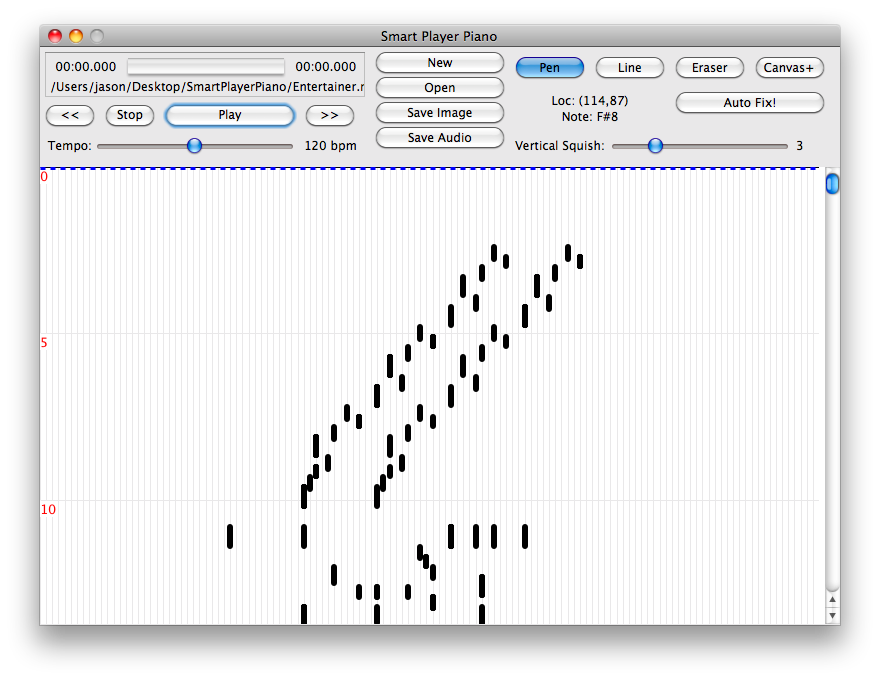 Smart Player Piano
00:00.000 00:00.000
/Users/jason/Desktop/SmartPlayerPiano/Entertainer.r
<< Stop Play >>
Tempo: 120 bpm
New
Open
Save Image
Save Audio
Pen Line Eraser Canvas+
Loc: (114,87)
Note: F#8
Auto Fix!
Vertical Squish: 3
0
5
10